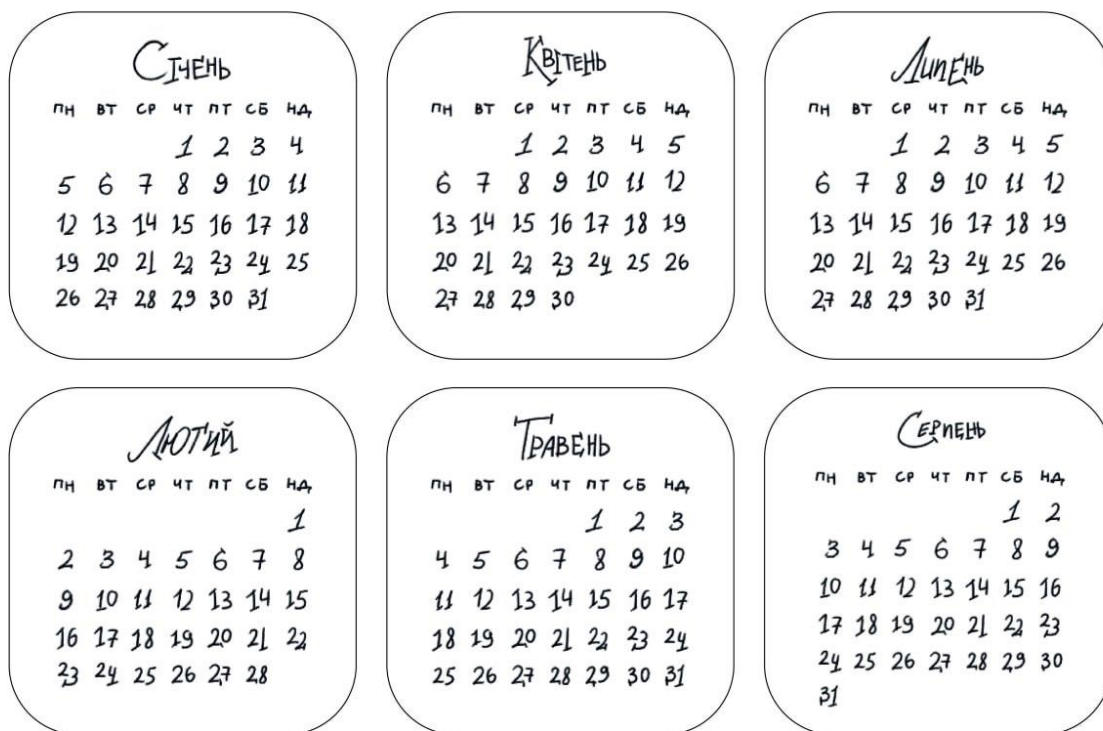 Січень
пн вт ср чт пт сб нд
1 2 3 4
5 6 7 8 9 10 11
12 13 14 15 16 17 18
19 20 21 22 23 24 25
26 27 28 29 30 31
Квітень
пн вт ср чт пт сб нд
1 2 3 4 5
6 7 8 9 10 11 12
13 14 15 16 17 18 19
20 21 22 23 24 25 26
27 28 29 30
Липень
пн вт ср чт пт сб нд
1 2 3 4 5
6 7 8 9 10 11 12
13 14 15 16 17 18 19
20 21 22 23 24 25 26
27 28 29 30 31
Лютий
пн вт ср чт пт сб нд
1
2 3 4 5 6 7 8
9 10 11 12 13 14 15
16 17 18 19 20 21 22
23 24 25 26 27 28
Травень
пн вт ср чт пт сб нд
1 2 3
4 5 6 7 8 9 10
11 12 13 14 15 16 17
18 19 20 21 22 23 24
25 26 27 28 29 30 31
Серпень
пн вт ср чт пт сб нд
1 2
3 4 5 6 7 8 9
10 11 12 13 14 15 16
17 18 19 20 21 22 23
24 25 26 27 28 29 30
31